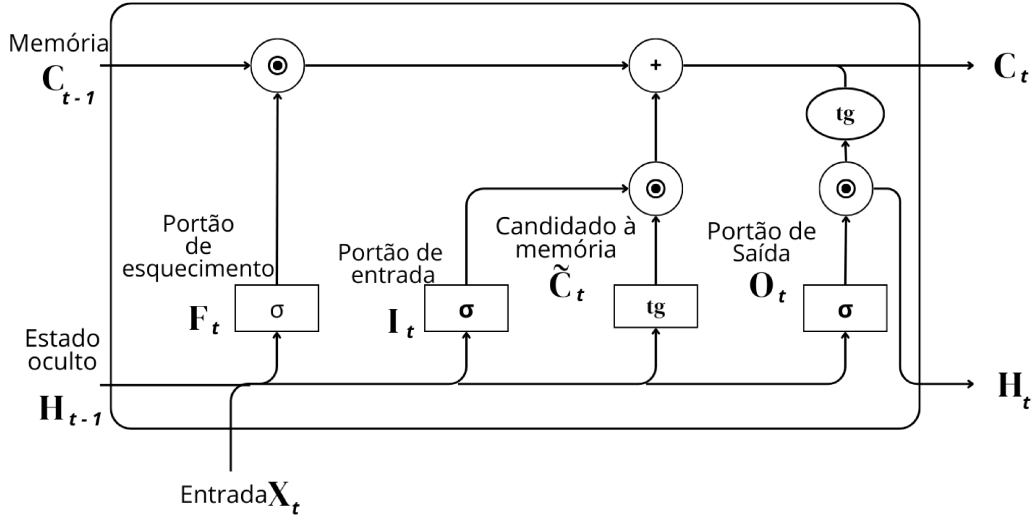 Memória
C t-1
+
C t
tg
Portão
de
esquecimento
F t
σ
Portão de
entrada
I t
σ
Candidado à
memória
C̃ t
tg
Portão de
Saída
O t
σ
Estado
oculto
H t-1
H t
Entrada X t